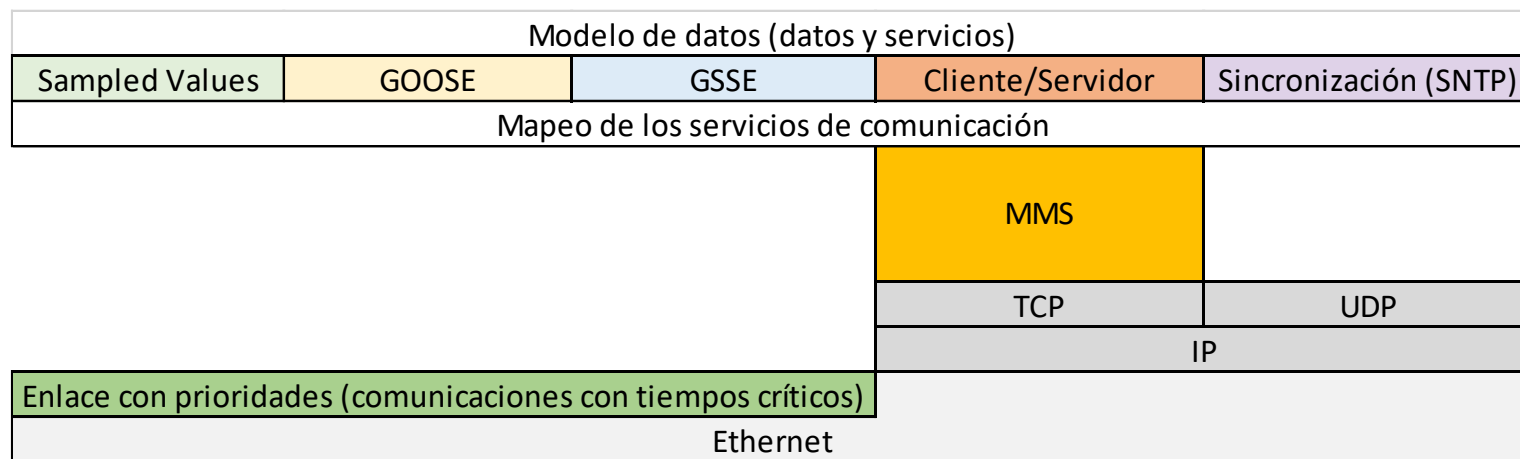 Modelo de datos (datos y servicios)
Sampled Values GOOSE GSSE Cliente/Servidor Sincronización (SNTP)
Mapeo de los servicios de comunicación
MMS
TCP UDP
IP
Enlace con prioridades (comunicaciones con tiempos críticos)
Ethernet